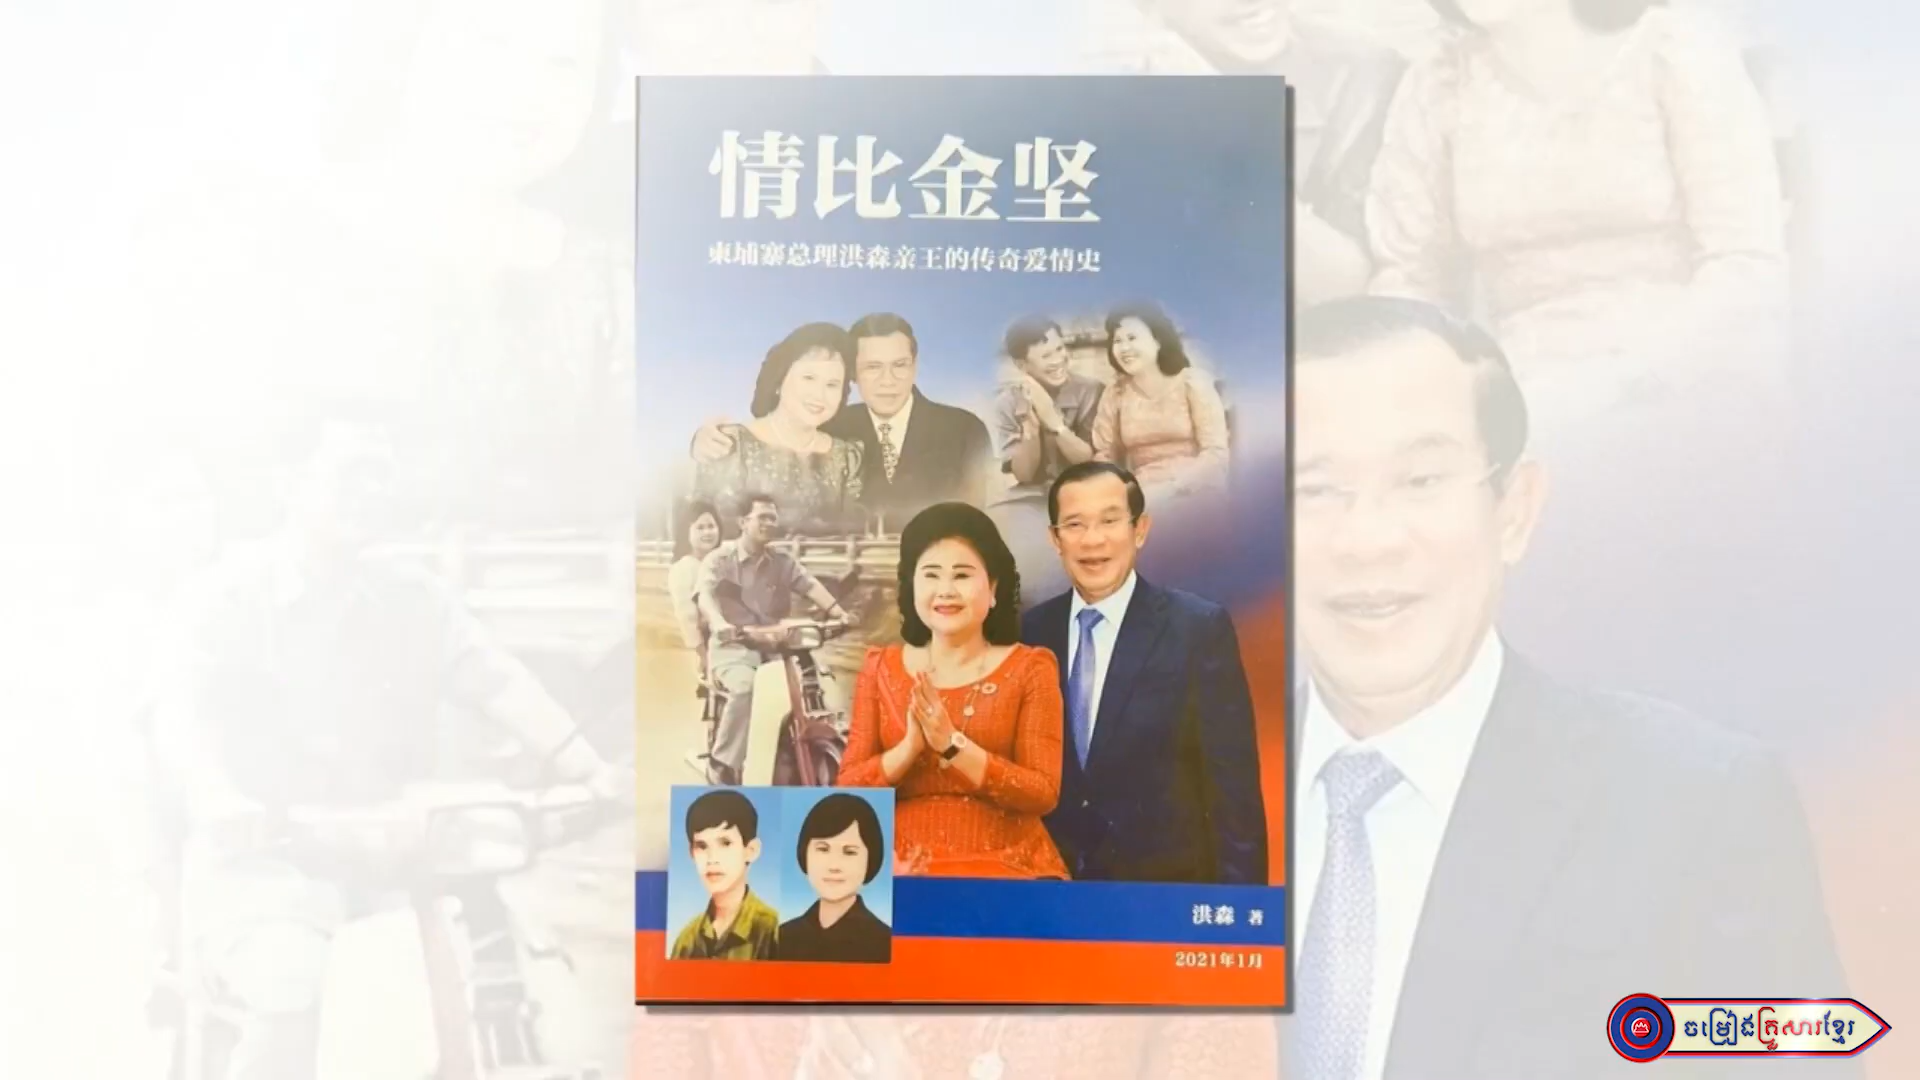 情比金坚
柬埔寨总理洪森亲王的传奇爱情史
洪森 著
2021年1月
ចម្រៀងគ្រួសារខ្មែរ